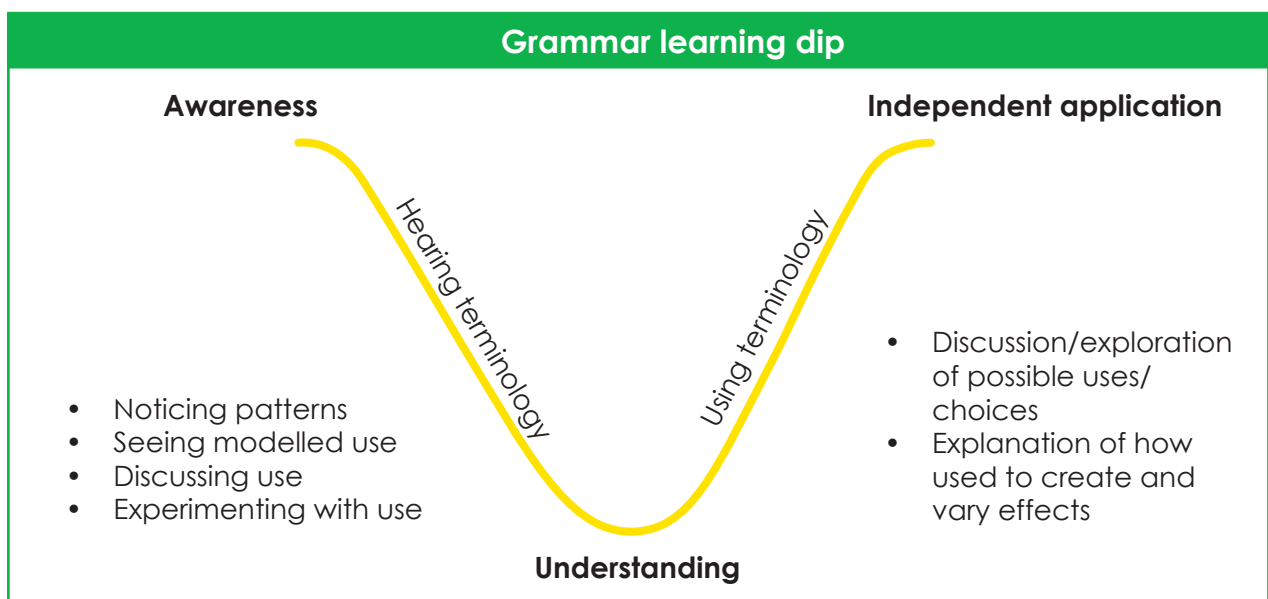 Grammar learning dip
Awareness
Independent application
Hearing terminology
Using terminology
• Noticing patterns
• Seeing modelled use
• Discussing use
• Experimenting with use
• Discussion/exploration
of possible uses/
choices
• Explanation of how
used to create and
vary effects
Understanding